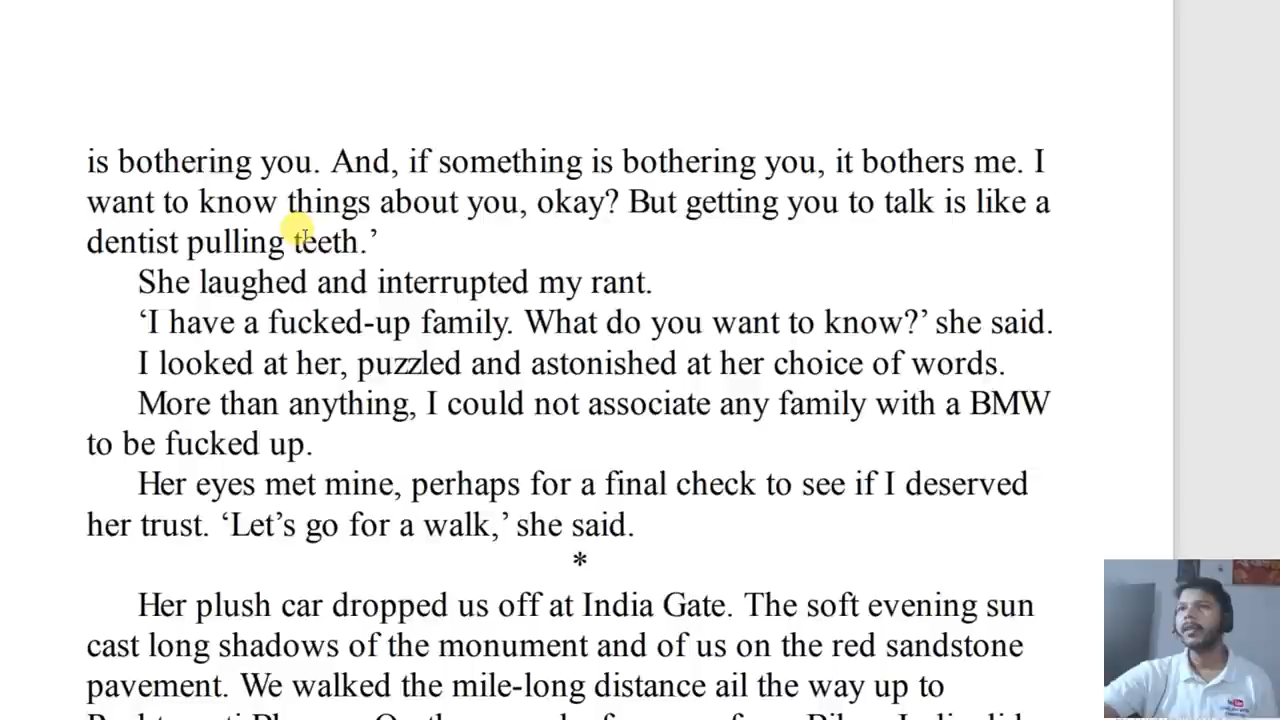 is bothering you. And, if something is bothering you, it bothers me. I
want to know things about you, okay? But getting you to talk is like a
dentist pulling teeth.’
She laughed and interrupted my rant.
‘I have a fucked-up family. What do you want to know?’ she said.
I looked at her, puzzled and astonished at her choice of words.
More than anything, I could not associate any family with a BMW
to be fucked up.
Her eyes met mine, perhaps for a final check to see if I deserved
her trust. ‘Let’s go for a walk,’ she said.
*
Her plush car dropped us off at India Gate. The soft evening sun
cast long shadows of the monument and of us on the red sandstone
pavement. We walked the mile-long distance ail the way up to